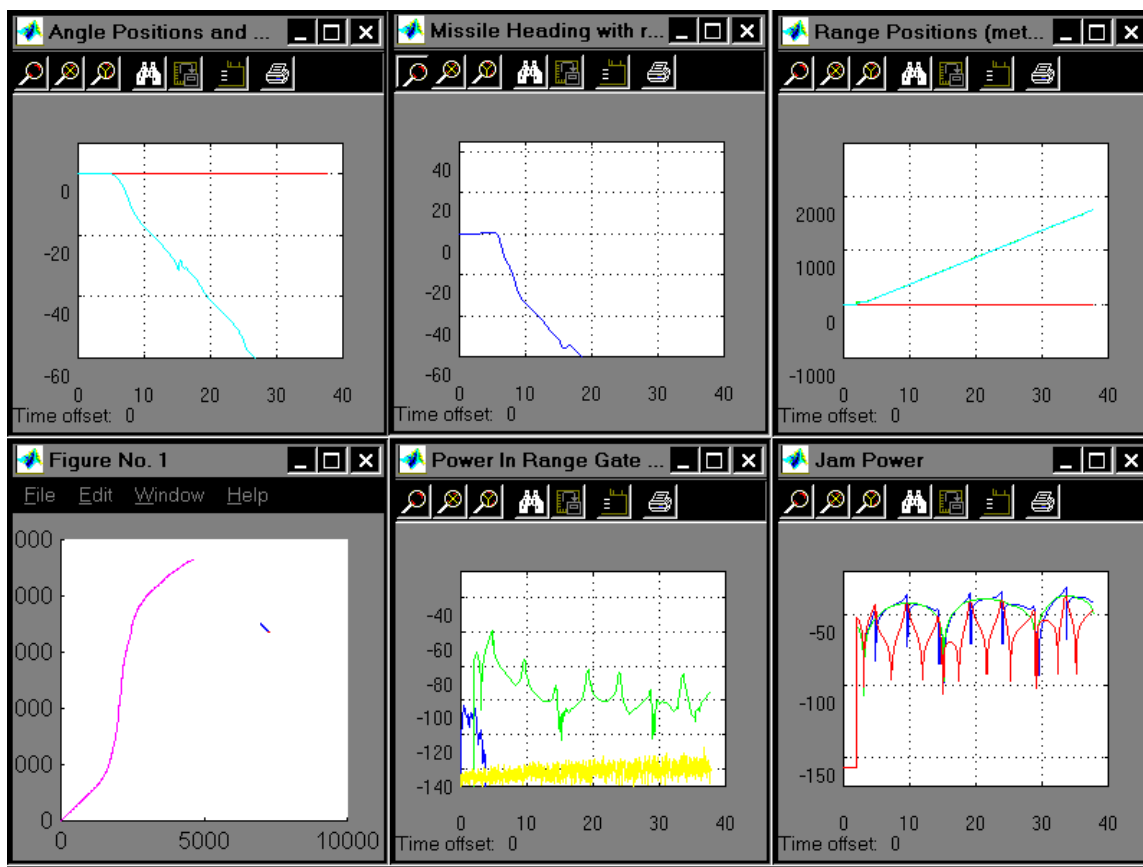 Angle Positions and ...
0
-20
-40
-60
0 10 20 30 40
Time offset: 0
Missile Heading with r...
40
20
0
-20
-40
-60
0 10 20 30 40
Time offset: 0
Range Positions (met...
2000
1000
0
-1000
0 10 20 30 40
Time offset: 0
Figure No. 1
File Edit Window Help
000
000
000
000
000
0
0 5000 10000
Power In Range Gate ...
-40
-60
-80
-100
-120
-140
0 10 20 30 40
Time offset: 0
Jam Power
-50
-100
-150
0 10 20 30 40
Time offset: 0